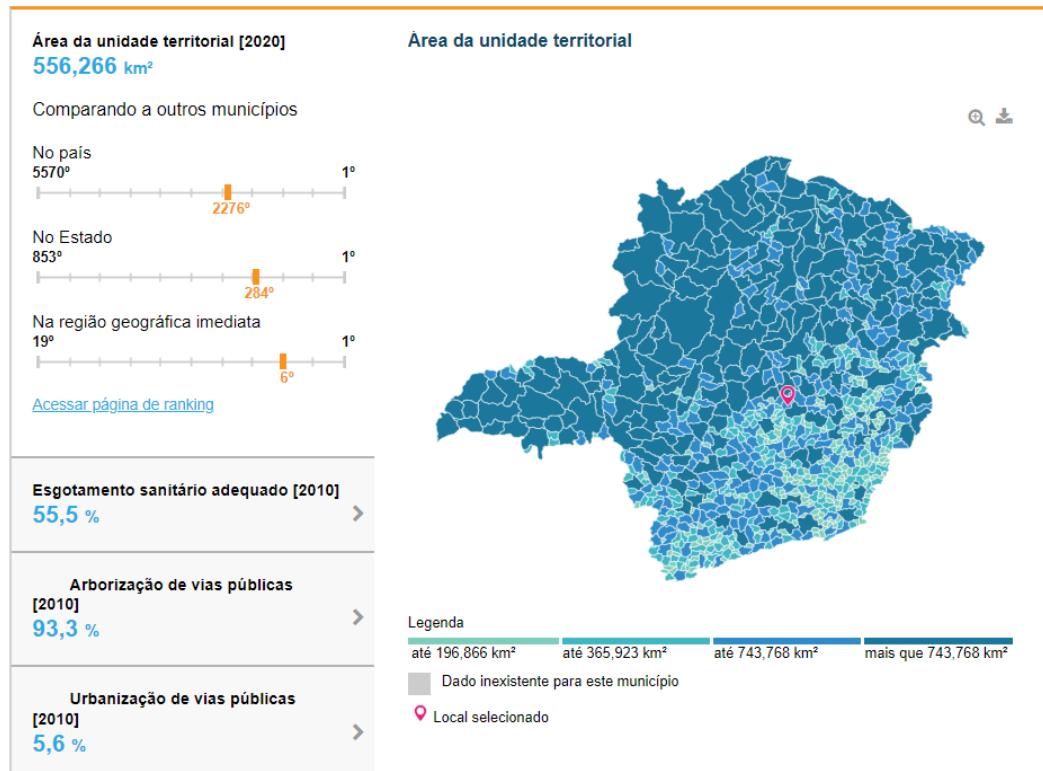 Área da unidade territorial [2020]
556,266 km²
Comparando a outros municípios
No país
5570º 1º
2276º
No Estado
853º 1º
284º
Na região geográfica imediata
19º 1º
6º
Acessar página de ranking
Esgotamento sanitário adequado [2010]
55,5 %
Arborização de vias públicas
[2010]
93,3 %
Urbanização de vias públicas
[2010]
5,6 %
Área da unidade territorial
Legenda
até 196,866 km² até 365,923 km² até 743,768 km² mais que 743,768 km²
Dado inexistente para este município
Local selecionado